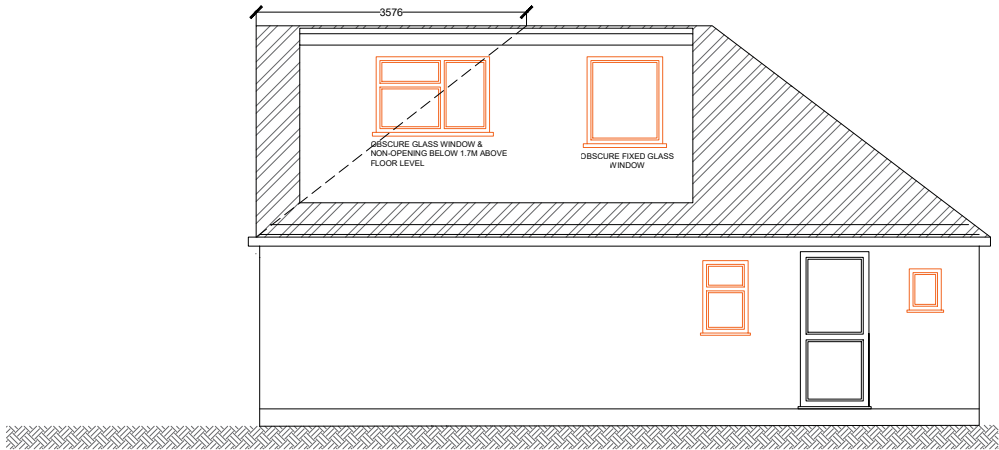 3576
OBSCURE GLASS WINDOW &
NON-OPENING BELOW 1.7M ABOVE
FLOOR LEVEL
OBSCURE FIXED GLASS
WINDOW